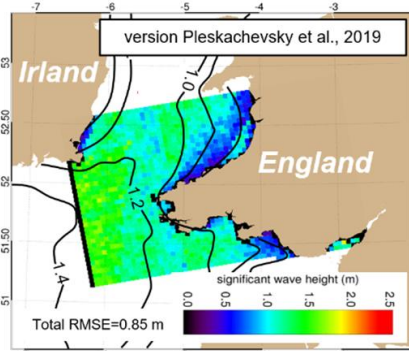 -7 -6 -5 -4 -3
version Pleskachevsky et al., 2019
Irland
England
53
52.50
52
51.50
51
1.0
1.2
1.4
significant wave height (m)
0.0 0.5 1.0 1.5 2.0 2.5
Total RMSE=0.85 m